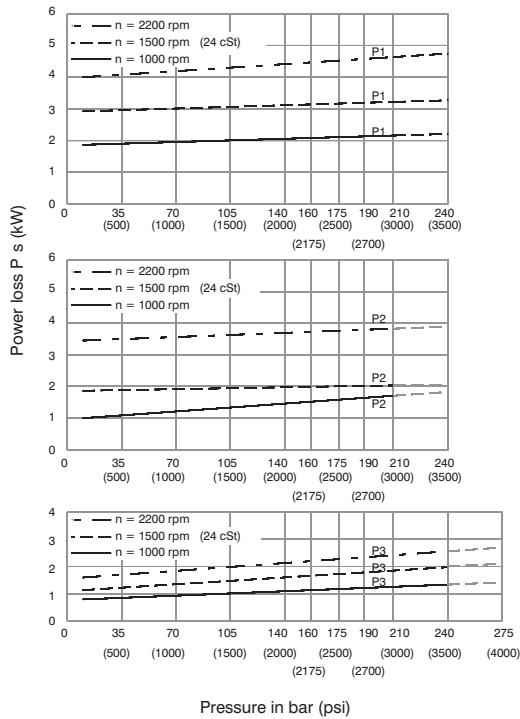 Power loss P s (kW)
6
5
4
3
2
1
0
n = 2200 rpm
n = 1500 rpm (24 cSt)
n = 1000 rpm
P1
P1
P1
0 35 70 105 140 160 175 190 210 240
(500) (1000) (1500) (2000) (2500) (3000) (3500)
(2175) (2700)
6
5
4
3
2
1
0
n = 2200 rpm
n = 1500 rpm (24 cSt)
n = 1000 rpm
P2
P2
P2
0 35 70 105 140 160 175 190 210 240
(500) (1000) (1500) (2000) (2500) (3000) (3500)
(2175) (2700)
4
3
2
1
0
n = 2200 rpm
n = 1500 rpm (24 cSt)
n = 1000 rpm
P3
P3
P3
0 35 70 105 140 160 175 190 210 240 275
(500) (1000) (1500) (2000) (2500) (3000) (3500) (4000)
(2175) (2700)
Pressure in bar (psi)